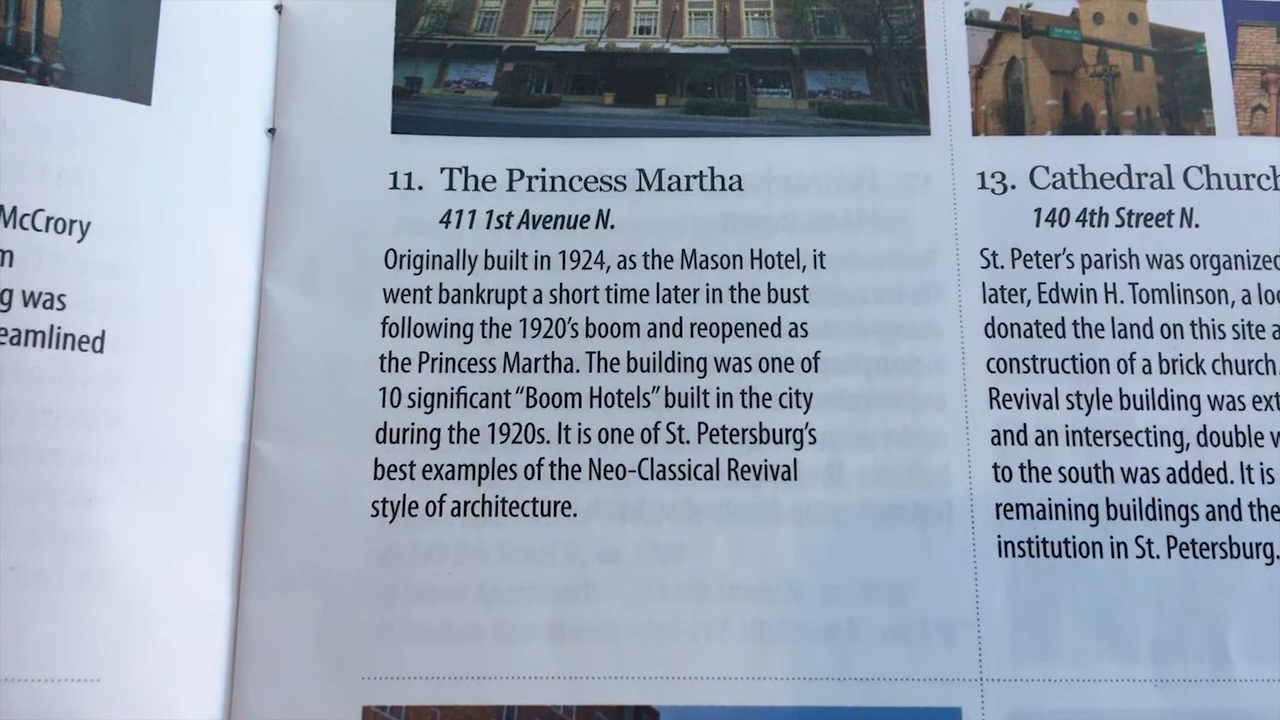 McCrory
was
11. The Princess Martha
411 1st Avenue N.
Originally built in 1924, as the Mason Hotel, it
went bankrupt a short time later in the bust
following the 1920's boom and reopened as
the Princess Martha. The building was one of
10 significant “Boom Hotels” built in the city
during the 1920s. It is one of St. Petersburg's
best examples of the Neo-Classical Revival
style of architecture.
13. Cathedral Church
140 4th Street N.
St. Peter's parish was organized
later, Edwin H. Tomlinson, a
donated the land on this site
construction of a brick church.
Revival style building was
and an intersecting, double
to the south was added. It is
remaining buildings and the
institution in St. Petersburg.